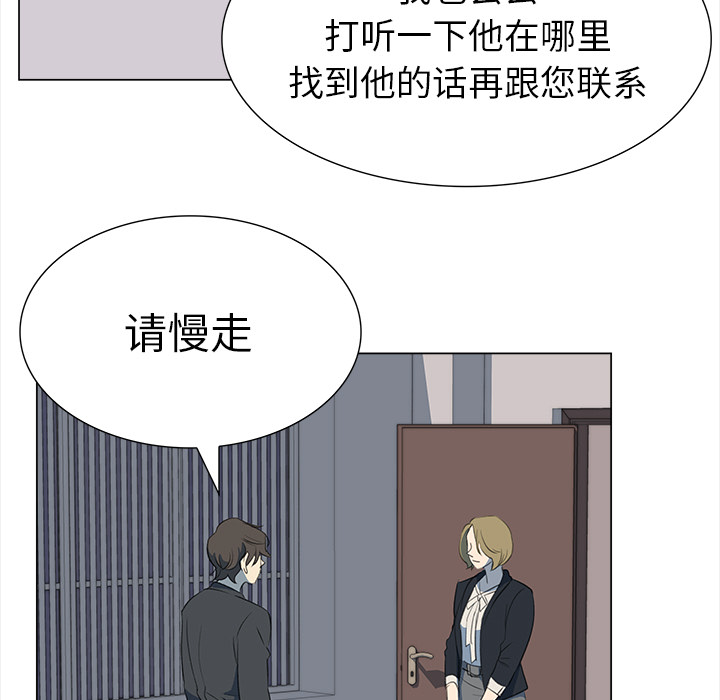 打听一下他在哪里
找到他的话再跟您联系
请慢走